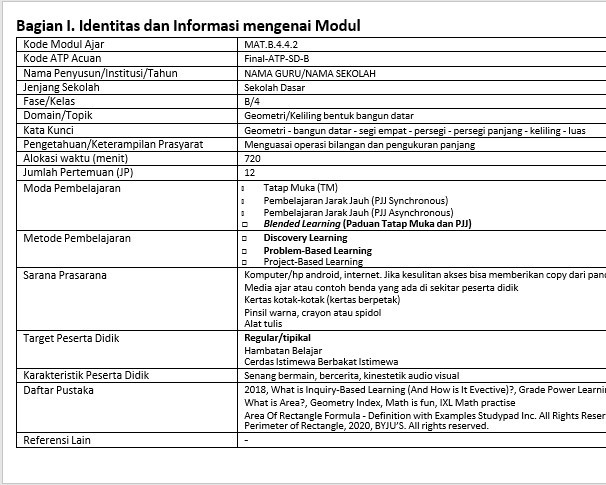 Bagian I. Identitas dan Informasi mengenai Modul
Kode Modul Ajar MAT.B.4.4.2
Kode ATP Acuan Final-ATP-SD-B
Nama Penyusun/Institusi/Tahun NAMA GURU/NAMA SEKOLAH
Jenjang Sekolah Sekolah Dasar
Fase/Kelas B/4
Domain/Topik Geometri/Keliling bentuk bangun datar
Kata Kunci Geometri - bangun datar - segi empat - persegi - persegi panjang - keliling - luas
Pengetahuan/Keterampilan Prasyarat Menguasai operasi bilangan dan pengukuran panjang
Alokasi waktu (menit) 720
Jumlah Pertemuan (JP) 12
Moda Pembelajaran Tatap Muka (TM)
Pembelajaran Jarak Jauh (PJJ Synchronous)
Pembelajaran Jarak Jauh (PJJ Asynchronous)
Blended Learning (Paduan Tatap Muka dan PJJ)
Metode Pembelajaran Discovery Learning
Problem-Based Learning
Project-Based Learning
Sarana Prasarana Komputer/hp android, internet. Jika kesulitan akses bisa memberikan copy dari pand
Media ajar atau contoh benda yang ada di sekitar peserta didik
Kertas kotak-kotak (kertas berpetak)
Pinsil warna, crayon atau spidol
Alat tulis
Target Peserta Didik Regular/tipikal
Hambatan Belajar
Cerdas Istimewa Berbakat Istimewa
Karakteristik Peserta Didik Senang bermain, bercerita, kinestetik audio visual
Daftar Pustaka 2018, What is Inquiry-Based Learning (And How is It Evective)?, Grade Power Learnin
What is Area?, Geometry Index, Math is fun, IXL Math practise
Area Of Rectangle Formula - Definition with Examples Studypad Inc. All Rights Reser
Perimeter of Rectangle, 2020, BYJU'S. All rights reserved.
Referensi Lain -